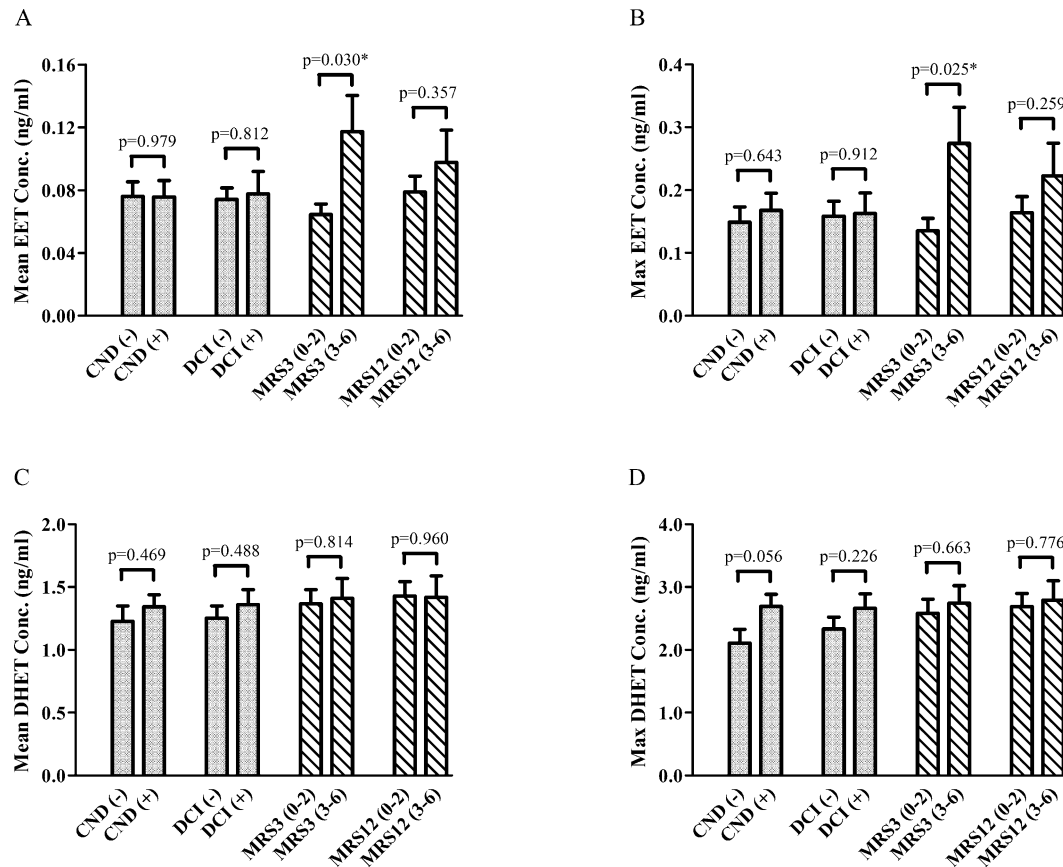 A
Mean EET Conc. (ng/ml)
0.16
0.12
0.08
0.04
0.00
p=0.979
p=0.812
p=0.030*
p=0.357
CND (-)
CND (+)
DCI (-)
DCI (+)
MRS3 (0-2)
MRS3 (3-6)
MRS12 (0-2)
MRS12 (3-6)
B
Max EET Conc. (ng/ml)
0.4
0.3
0.2
0.1
0.0
p=0.643
p=0.912
p=0.025*
p=0.259
CND (-)
CND (+)
DCI (-)
DCI (+)
MRS3 (0-2)
MRS3 (3-6)
MRS12 (0-2)
MRS12 (3-6)
C
Mean DHET Conc. (ng/ml)
2.0
1.5
1.0
0.5
0.0
p=0.469
p=0.488
p=0.814
p=0.960
CND (-)
CND (+)
DCI (-)
DCI (+)
MRS3 (0-2)
MRS3 (3-6)
MRS12 (0-2)
MRS12 (3-6)
D
Max DHET Conc. (ng/ml)
4.0
3.0
2.0
1.0
0.0
p=0.056
p=0.226
p=0.663
p=0.776
CND (-)
CND (+)
DCI (-)
DCI (+)
MRS3 (0-2)
MRS3 (3-6)
MRS12 (0-2)
MRS12 (3-6)